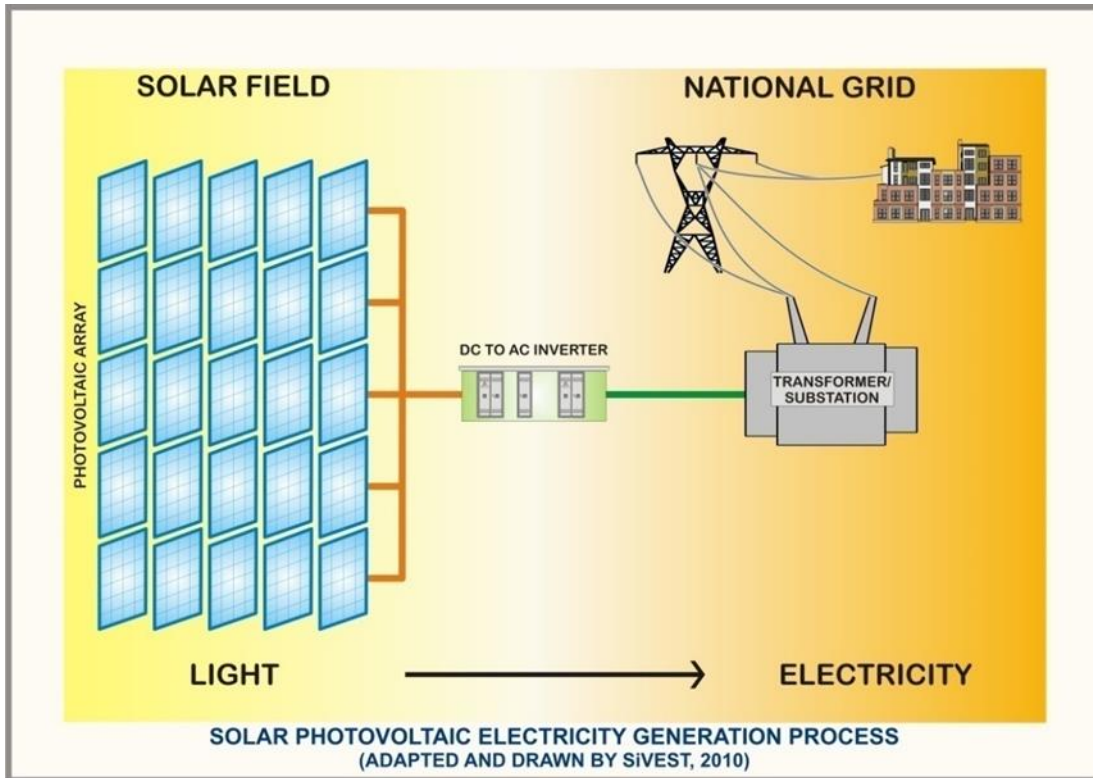 SOLAR FIELD
NATIONAL GRID
PHOTOVOLTAIC ARRAY
DC TO AC INVERTER
TRANSFORMER/
SUBSTATION
LIGHT
ELECTRICITY
SOLAR PHOTOVOLTAIC ELECTRICITY GENERATION PROCESS
(ADAPTED AND DRAWN BY SiVEST, 2010)